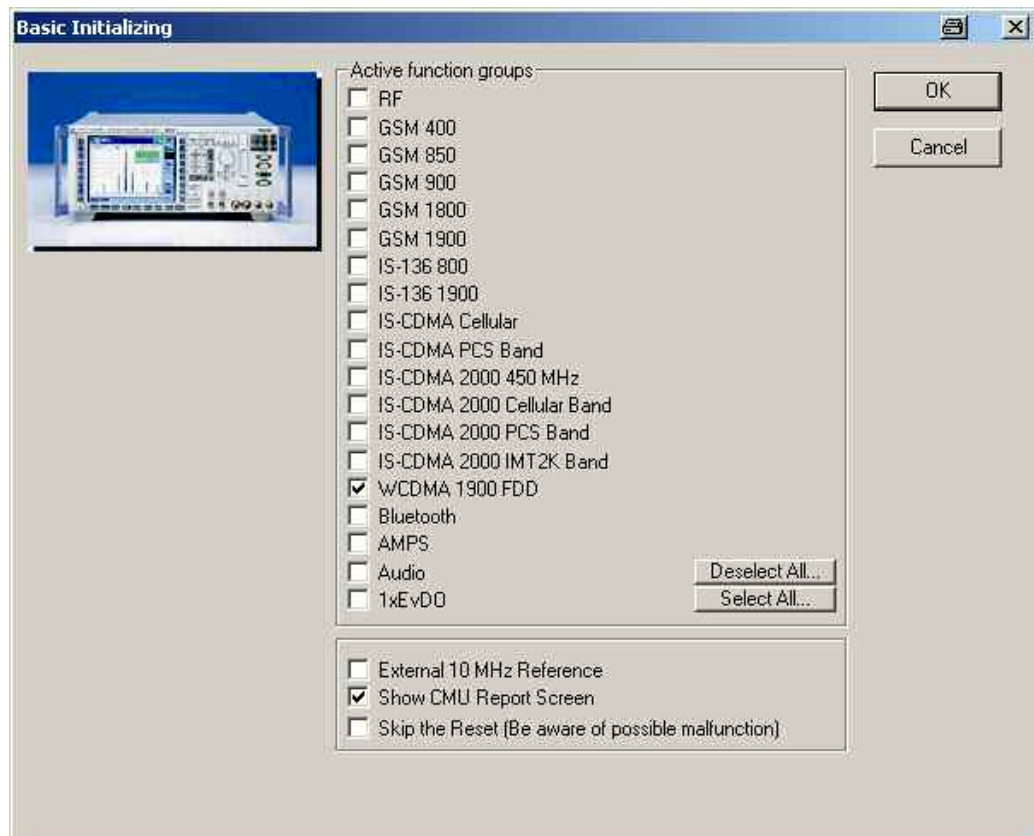 Basic Initializing
Active function groups
RF
GSM 400
GSM 850
GSM 900
GSM 1800
GSM 1900
IS-136 800
IS-136 1900
IS-CDMA Cellular
IS-CDMA PCS Band
IS-CDMA 2000 450 MHz
IS-CDMA 2000 Cellular Band
IS-CDMA 2000 PCS Band
IS-CDMA 2000 IMT2K Band
WCDMA 1900 FDD
Bluetooth
AMPS
Audio
1xEvDO
Deselect All...
Select All...
OK
Cancel
External 10 MHz Reference
Show CMU Report Screen
Skip the Reset (Be aware of possible malfunction)